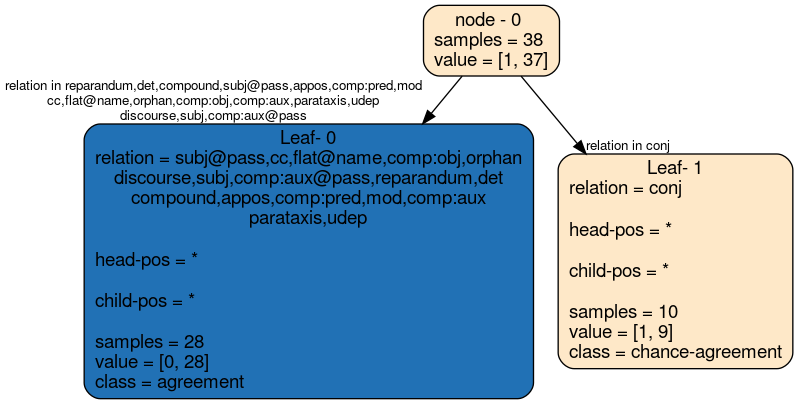 node - 0
samples = 38
value = [1, 37]
relation in reparandum,det,compound,subj@pass,appos,comp:pred,mod
cc,flat@name,orphan,comp:obj,comp:aux,parataxis,udep
discourse,subj,comp:aux@pass
relation in conj
Leaf- 0
relation = subj@pass,cc,flat@name,comp:obj,orphan
discourse,subj,comp:aux@pass,reparandum,det
compound,appos,comp:pred,mod,comp:aux
parataxis,udep
head-pos = *
child-pos = *
samples = 28
value = [0, 28]
class = agreement
Leaf- 1
relation = conj
head-pos = *
child-pos = *
samples = 10
value = [1, 9]
class = chance-agreement